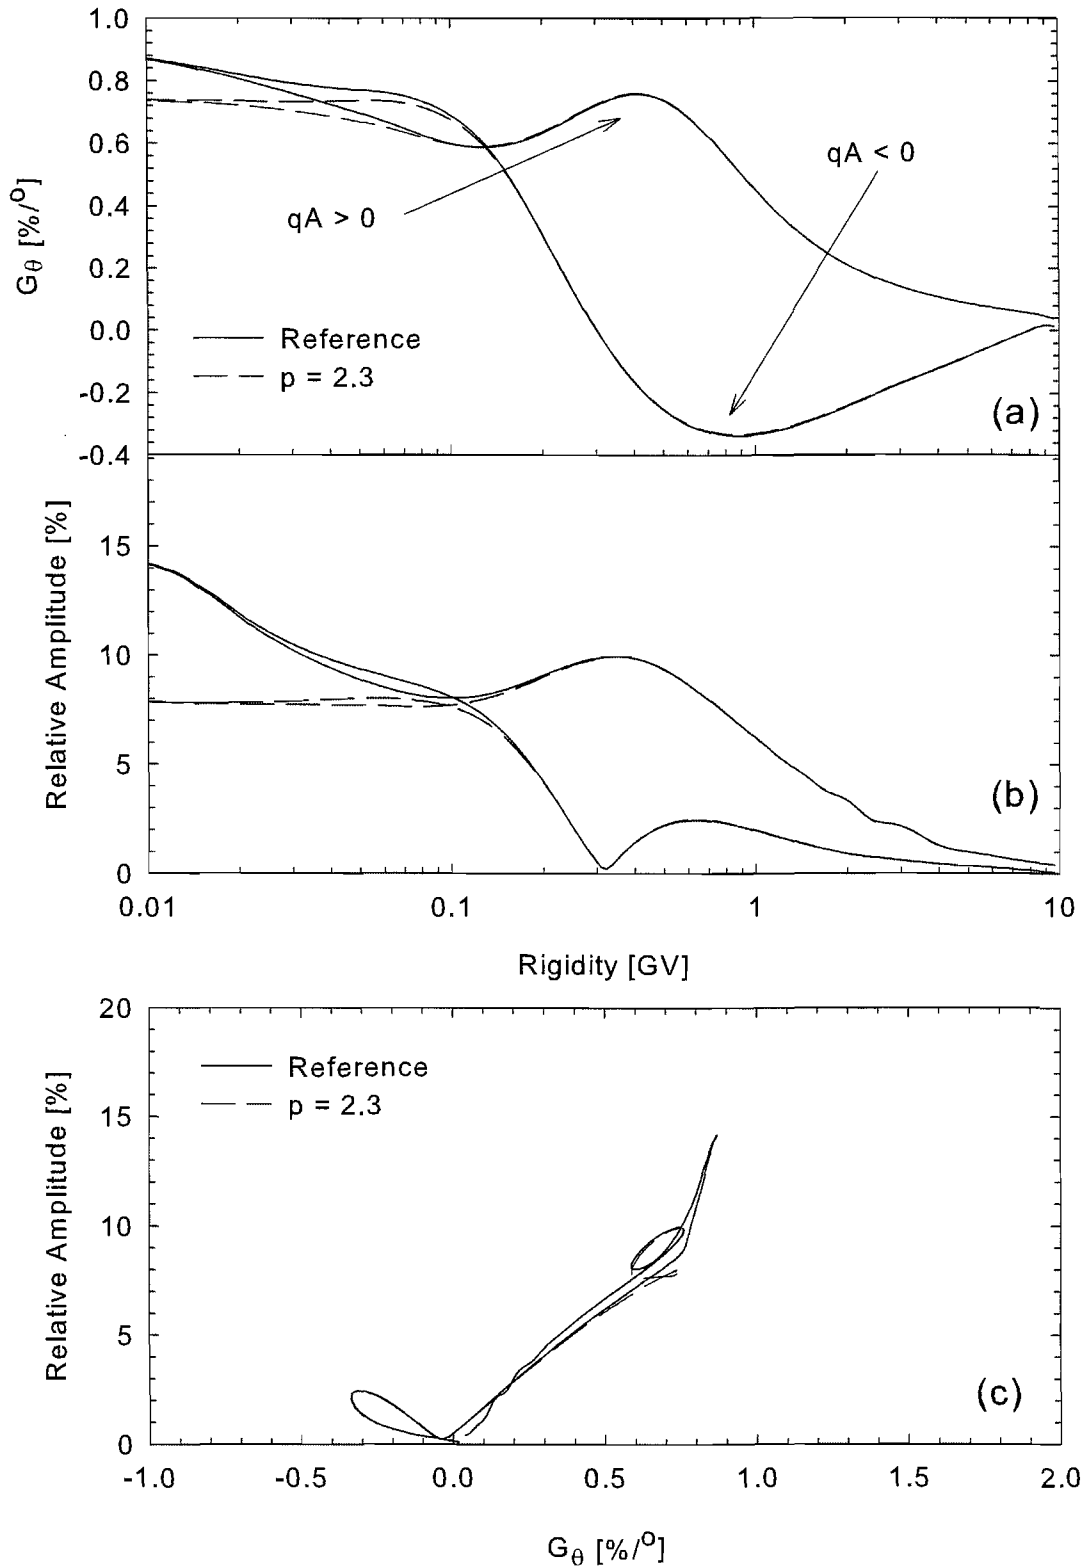 1.0
0.8
0.6
0.4
0.2
0.0
-0.2
-0.4
Gθ [%/o]
qA > 0
qA < 0
Reference
p = 2.3
(a)
15
10
5
0
Relative Amplitude [%]
(b)
0.01
0.1
1
10
Rigidity [GV]
20
15
10
5
0
Relative Amplitude [%]
Reference
p = 2.3
(c)
-1.0
-0.5
0.0
0.5
1.0
1.5
2.0
Gθ [%/o]